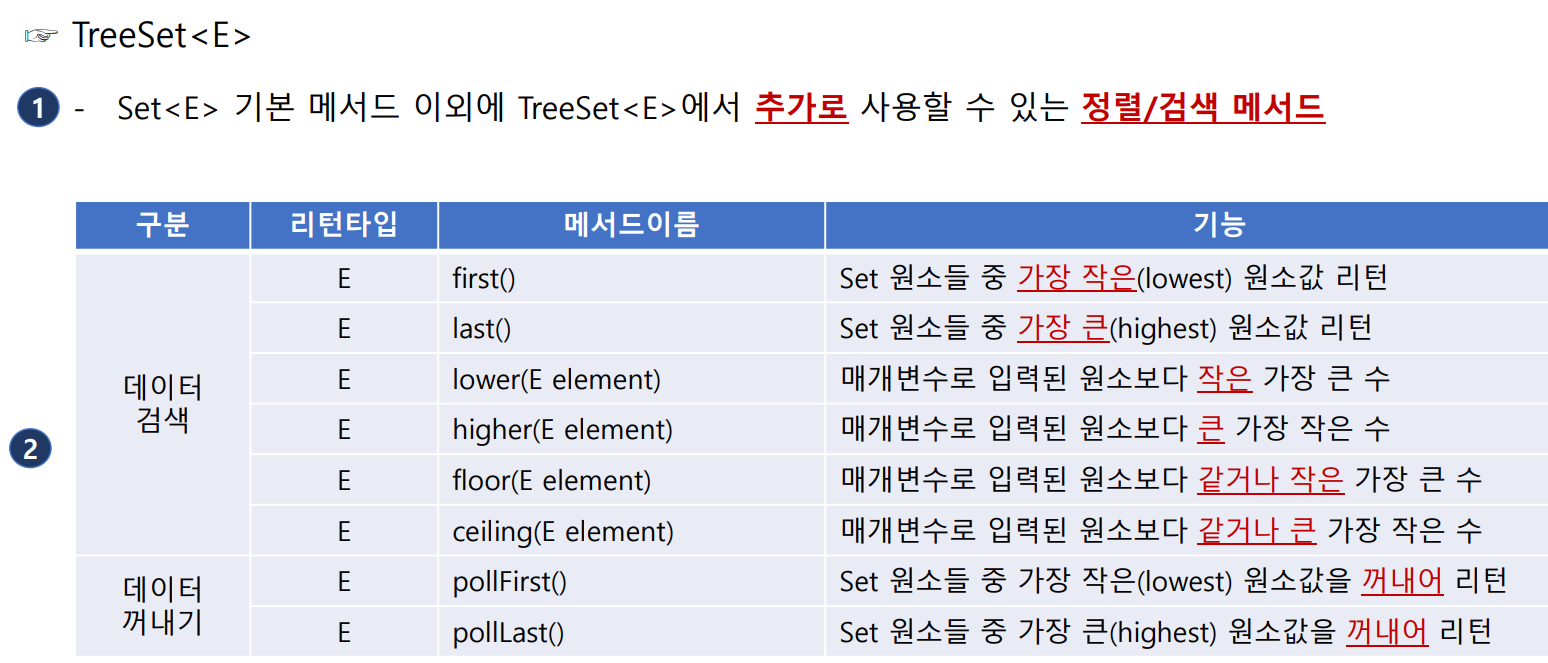 ☞ TreeSet<E>
1 - Set<E> 기본 메서드 이외에 TreeSet<E>에서 추가로 사용할 수 있는 정렬/검색 메서드
구분 리턴타입 메서드이름 기능
E first() Set 원소들 중 가장 작은(lowest) 원소값 리턴
E last() Set 원소들 중 가장 큰(highest) 원소값 리턴
데이터
검색
E lower(E element) 매개변수로 입력된 원소보다 작은 가장 큰 수
E higher(E element) 매개변수로 입력된 원소보다 큰 가장 작은 수
2
E floor(E element) 매개변수로 입력된 원소보다 같거나 작은 가장 큰 수
E ceiling(E element) 매개변수로 입력된 원소보다 같거나 큰 가장 작은 수
데이터
꺼내기
E pollFirst() Set 원소들 중 가장 작은(lowest) 원소값을 꺼내어 리턴
E pollLast() Set 원소들 중 가장 큰(highest) 원소값을 꺼내어 리턴